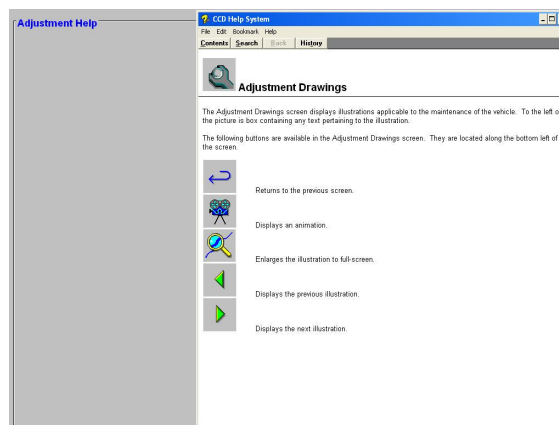 Adjustment Help
CCD Help System
File Edit Bookmark Help
Contents Search Back History
Adjustment Drawings
The Adjustment Drawings screen displays illustrations applicable to the maintenance of the vehicle. To the left o
the picture is box containing any text pertaining to the illustration.
The following buttons are available in the Adjustment Drawings screen. They are located along the bottom left of
the screen.
Returns to the previous screen.
Displays an animation.
Enlarges the illustration to full-screen.
Displays the previous illustration.
Displays the next illustration.